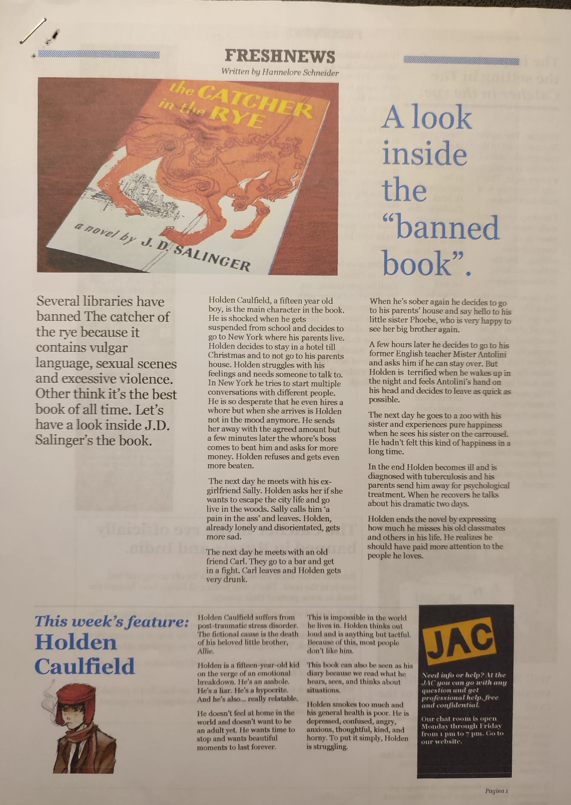 FRESHNEWS
Written by Hannelore Schneider
the CATCHER
in the RYE
a novel by J. D. SALINGER
A look
inside
the
“banned
book”.
Several libraries have
banned The catcher of
the rye because it
contains vulgar
language, sexual scenes
and excessive violence.
Other think it's the best
book of all time. Let's
have a look inside J.D.
Salinger's the book.
Holden Caulfield, a fifteen year old
boy, is the main character in the book.
He is shocked when he gets
suspended from school and decides to
go to New York where his parents live.
Holden decides to stay in a hotel till
Christmas and to not go to his parents
house. Holden struggles with his
feelings and needs someone to talk to.
In New York he tries to start multiple
conversations with different people.
He is so desperate that he even hires a
whore but when she arrives is Holden
not in the mood anymore. He sends
her away with the agreed amount but
a few minutes later the whore's boss
comes to beat him and asks for more
money. Holden refuses and gets even
more beaten.
The next day he meets with his ex-
girlfriend Sally. Holden asks her if she
wants to escape the city life and go
live in the woods. Sally calls him 'a
pain in the ass' and leaves. Holden,
already lonely and disorientated, gets
more sad.
The next day he meets with an old
friend Carl. They go to a bar and get
in a fight. Carl leaves and Holden gets
very drunk.
When he's sober again he decides to go
to his parents' house and say hello to his
little sister Phoebe, who is very happy to
see her big brother again.
A few hours later he decides to go to his
former English teacher Mister Antolini
and asks him if he can stay over. But
Holden is terrified when he wakes up in
the night and feels Antolini's hand on
his head and decides to leave as quick as
possible.
The next day he goes to a zoo with his
sister and experiences pure happiness
when he sees his sister on the carrousel.
He hadn't felt this kind of happiness in a
long time.
In the end Holden becomes ill and is
diagnosed with tuberculosis and his
parents send him away for psychological
treatment. When he recovers he talks
about his dramatic two days.
Holden ends the novel by expressing
how much he misses his old classmates
and others in his life. He realizes he
should have paid more attention to the
people he loves.
This week's feature:
Holden
Caulfield
Holden Caulfield suffers from
post-traumatic stress disorder.
The fictional cause is the death
of his beloved little brother,
Allie.
Holden is a fifteen-year-old kid
on the verge of an emotional
breakdown. He's an asshole.
He's a liar. He's a hypocrite.
And he's also... really relatable.
He doesn't feel at home in the
world and doesn't want to be
an adult yet. He wants time to
stop and wants beautiful
moments to last forever.
This is impossible in the world
he lives in. Holden thinks out
loud and is anything but tactful.
Because of this, most people
don't like him.
This book can also be seen as his
diary because we read what he
hears, seen, and thinks about
situations.
Holden smokes too much and
his general health is poor. He is
depressed, confused, angry,
anxious, thoughtful, kind, and
horny. To put it simply, Holden
is struggling.
JAC
Need info or help? At the
JAC you can go with any
question and get
professional help, free
and confidential.
Our chat room is open
Monday through Friday
from 1 pm to 7 pm. Go to
our website.
Pagina 1